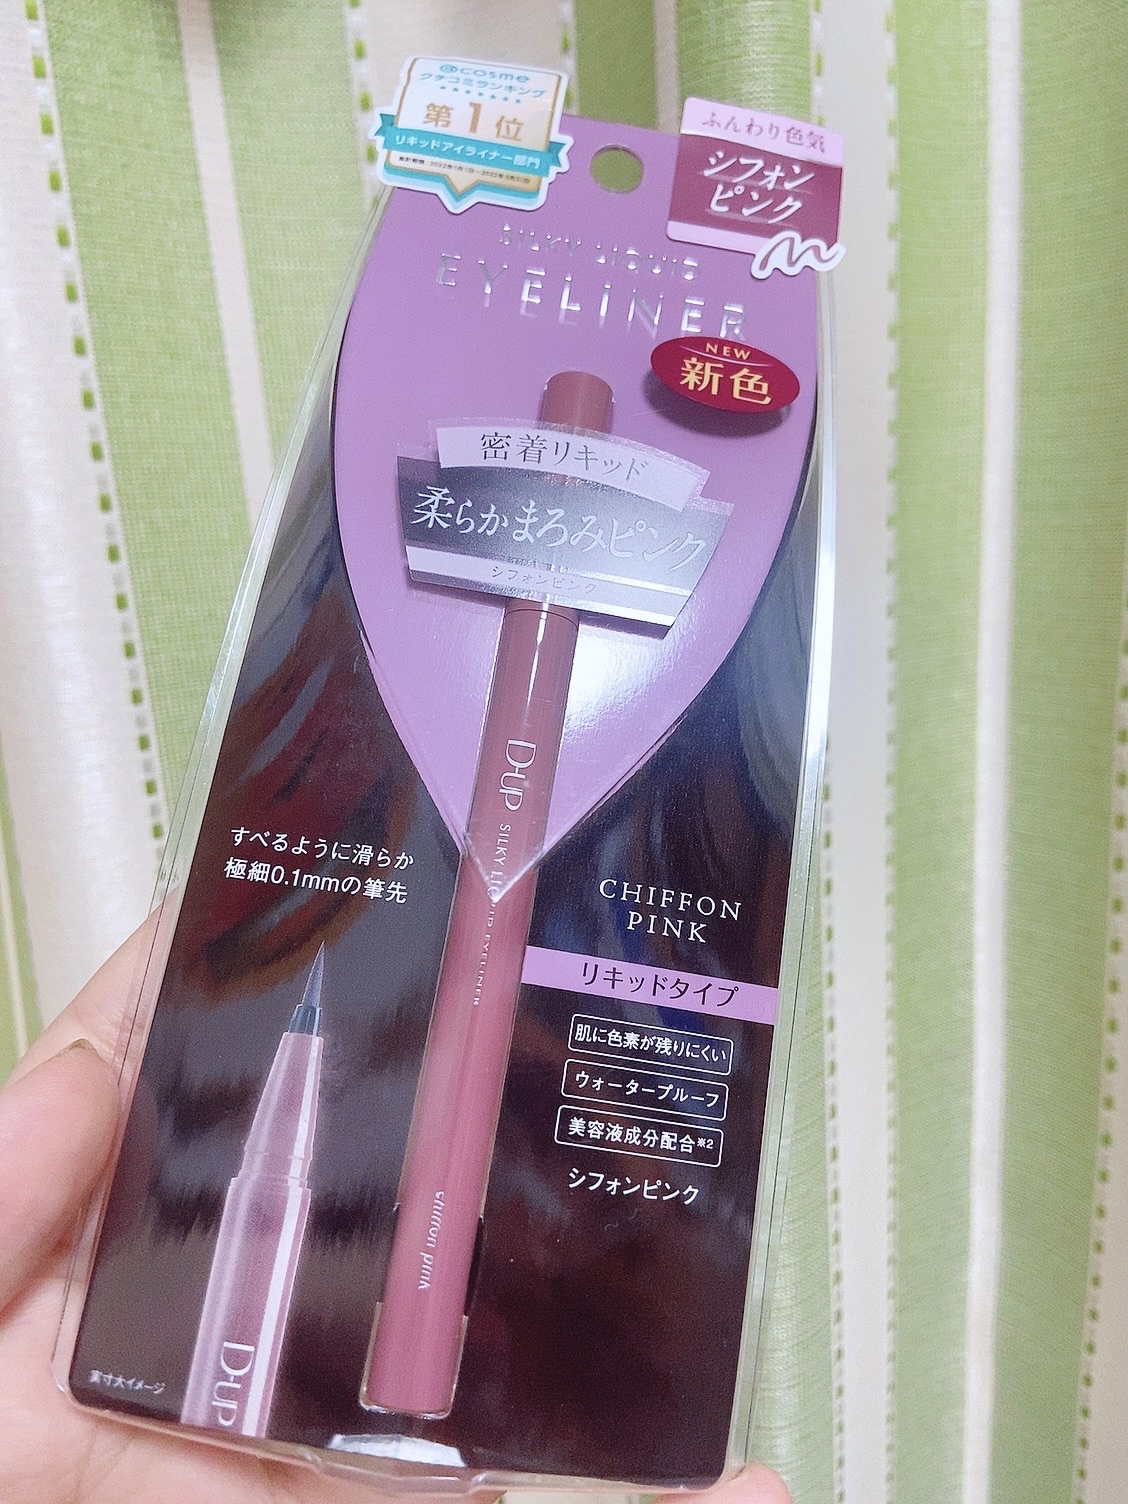 @cosme
クチコミランキング
第1位
リキッドアイライナー部門
ふんわり色気
シフォン
ピンク
SILKY LIQUID
EYELINER
NEW
新色
密着リキッド
柔らかまろみピンク
シフォンピンク
D-UP SILKY LIQUID EYELINER
chiffon pink
すべるように滑らか
極細0.1mmの筆先
CHIFFON
PINK
リキッドタイプ
肌に色素が残りにくい
ウォータープルーフ
美容液成分配合※2
シフォンピンク
D-UP
実寸大イメージ